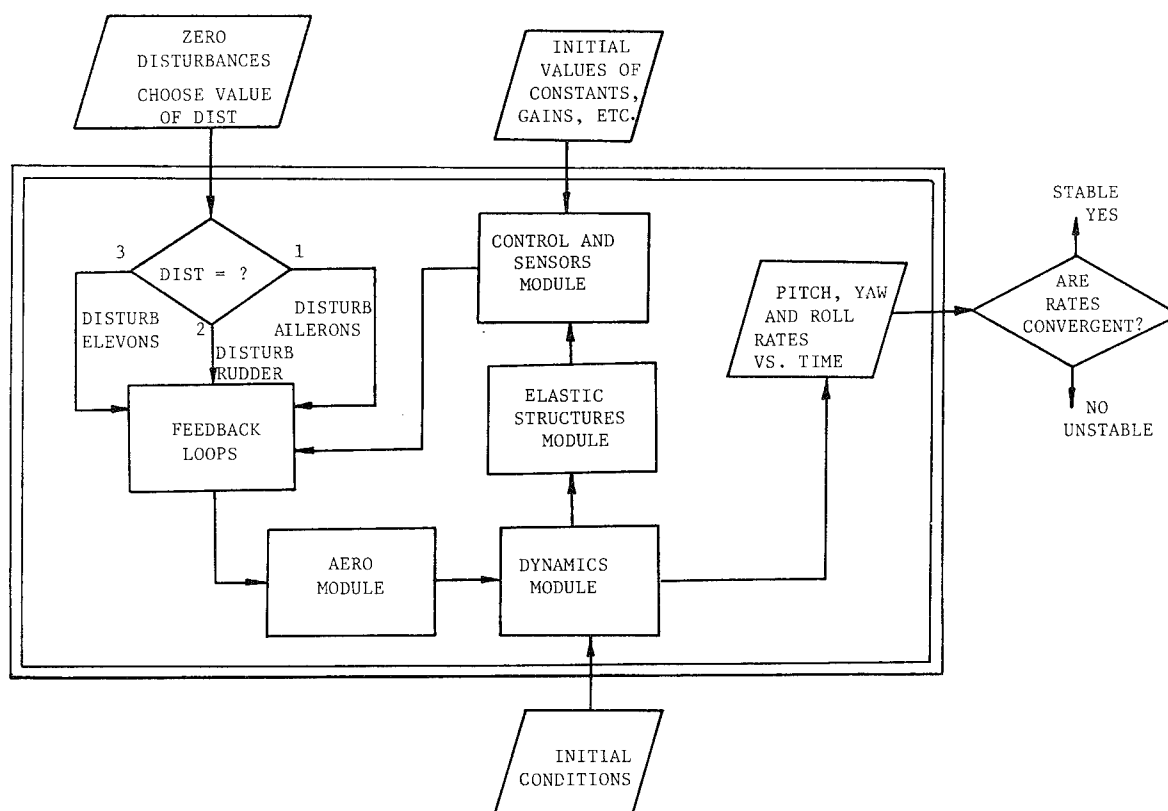 ZERO
DISTURBANCES
CHOOSE VALUE
OF DIST
INITIAL
VALUES OF
CONSTANTS,
GAINS, ETC.
3
1
DIST = ?
2
DISTURB
ELEVONS
DISTURB
AILERONS
DISTURB
RUDDER
CONTROL AND
SENSORS
MODULE
PITCH, YAW
AND ROLL
RATES
VS. TIME
STABLE
YES
ARE
RATES
CONVERGENT?
NO
UNSTABLE
ELASTIC
STRUCTURES
MODULE
FEEDBACK
LOOPS
AERO
MODULE
DYNAMICS
MODULE
INITIAL
CONDITIONS